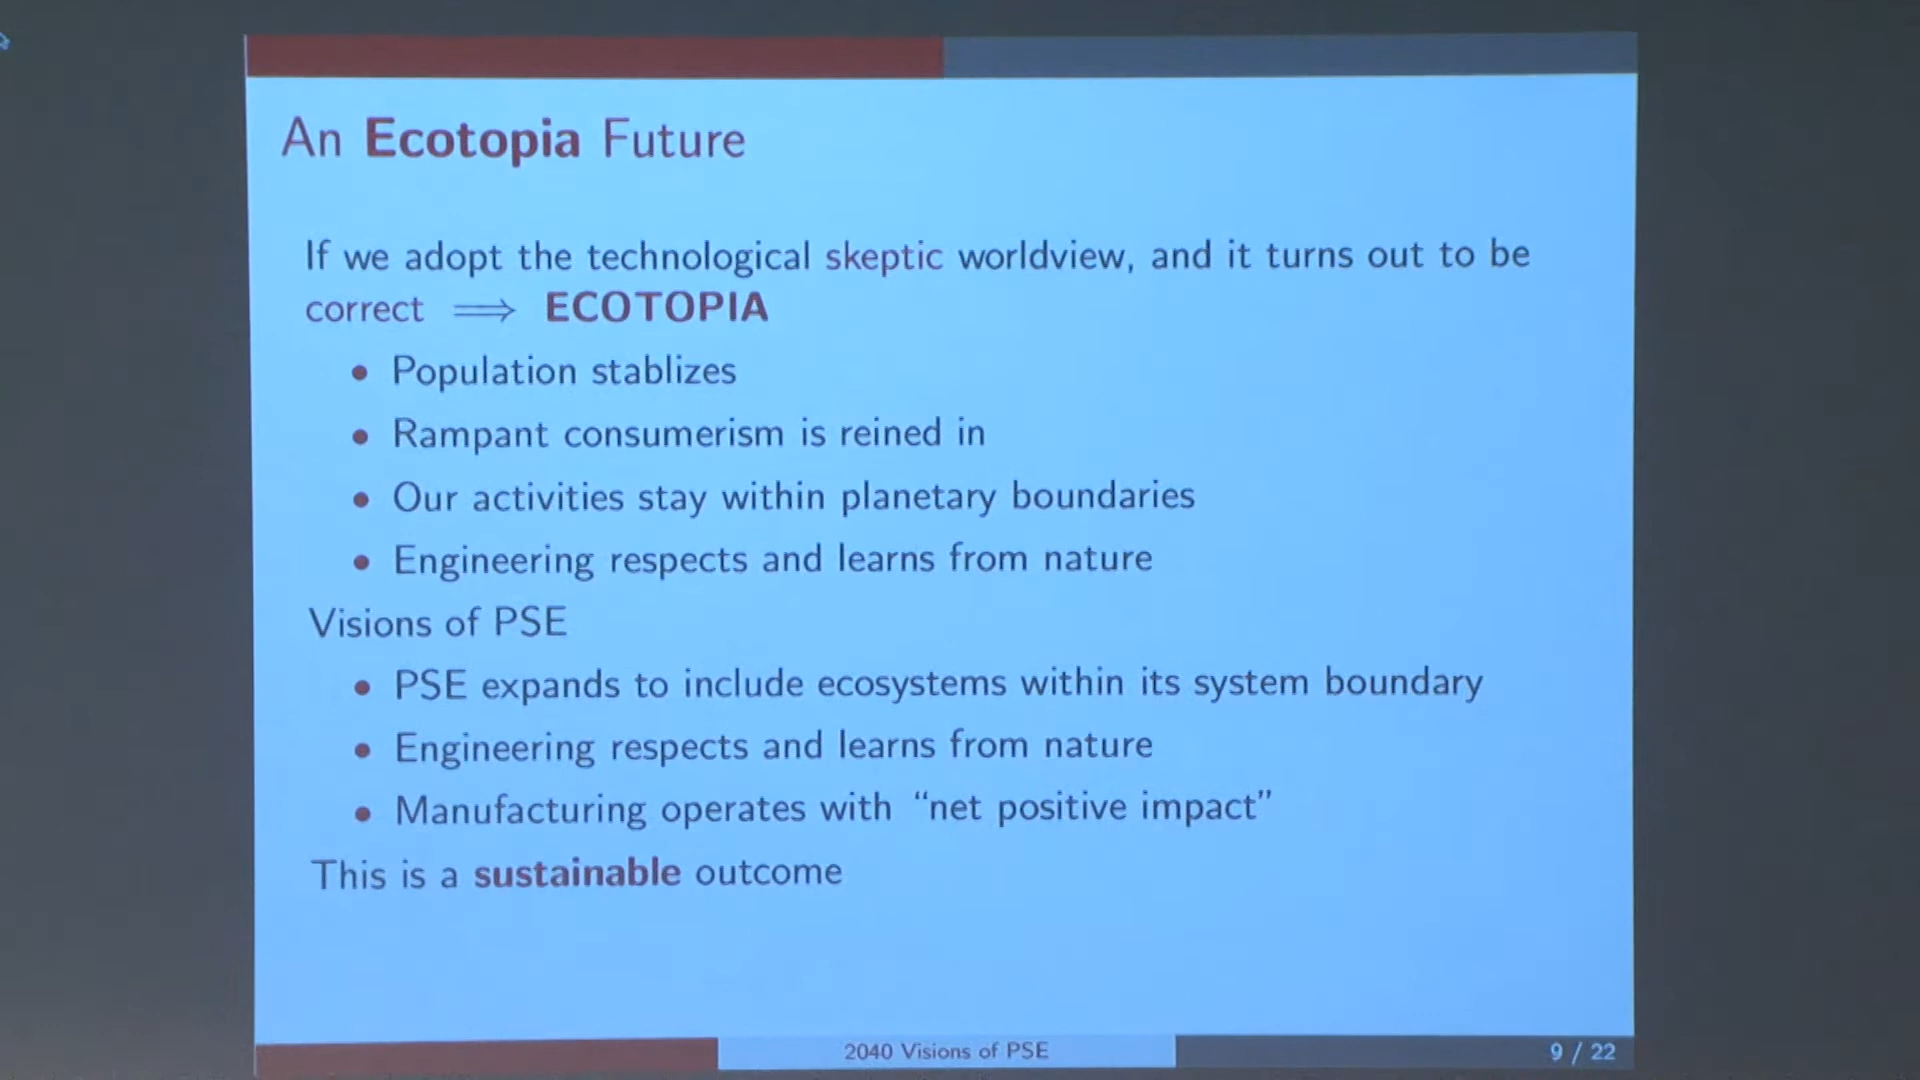 An Ecotopia Future
If we adopt the technological skeptic worldview, and it turns out to be
correct ⟹ ECOTOPIA
• Population stablizes
• Rampant consumerism is reined in
• Our activities stay within planetary boundaries
• Engineering respects and learns from nature
Visions of PSE
• PSE expands to include ecosystems within its system boundary
• Engineering respects and learns from nature
• Manufacturing operates with “net positive impact”
This is a sustainable outcome
2040 Visions of PSE
9 / 22